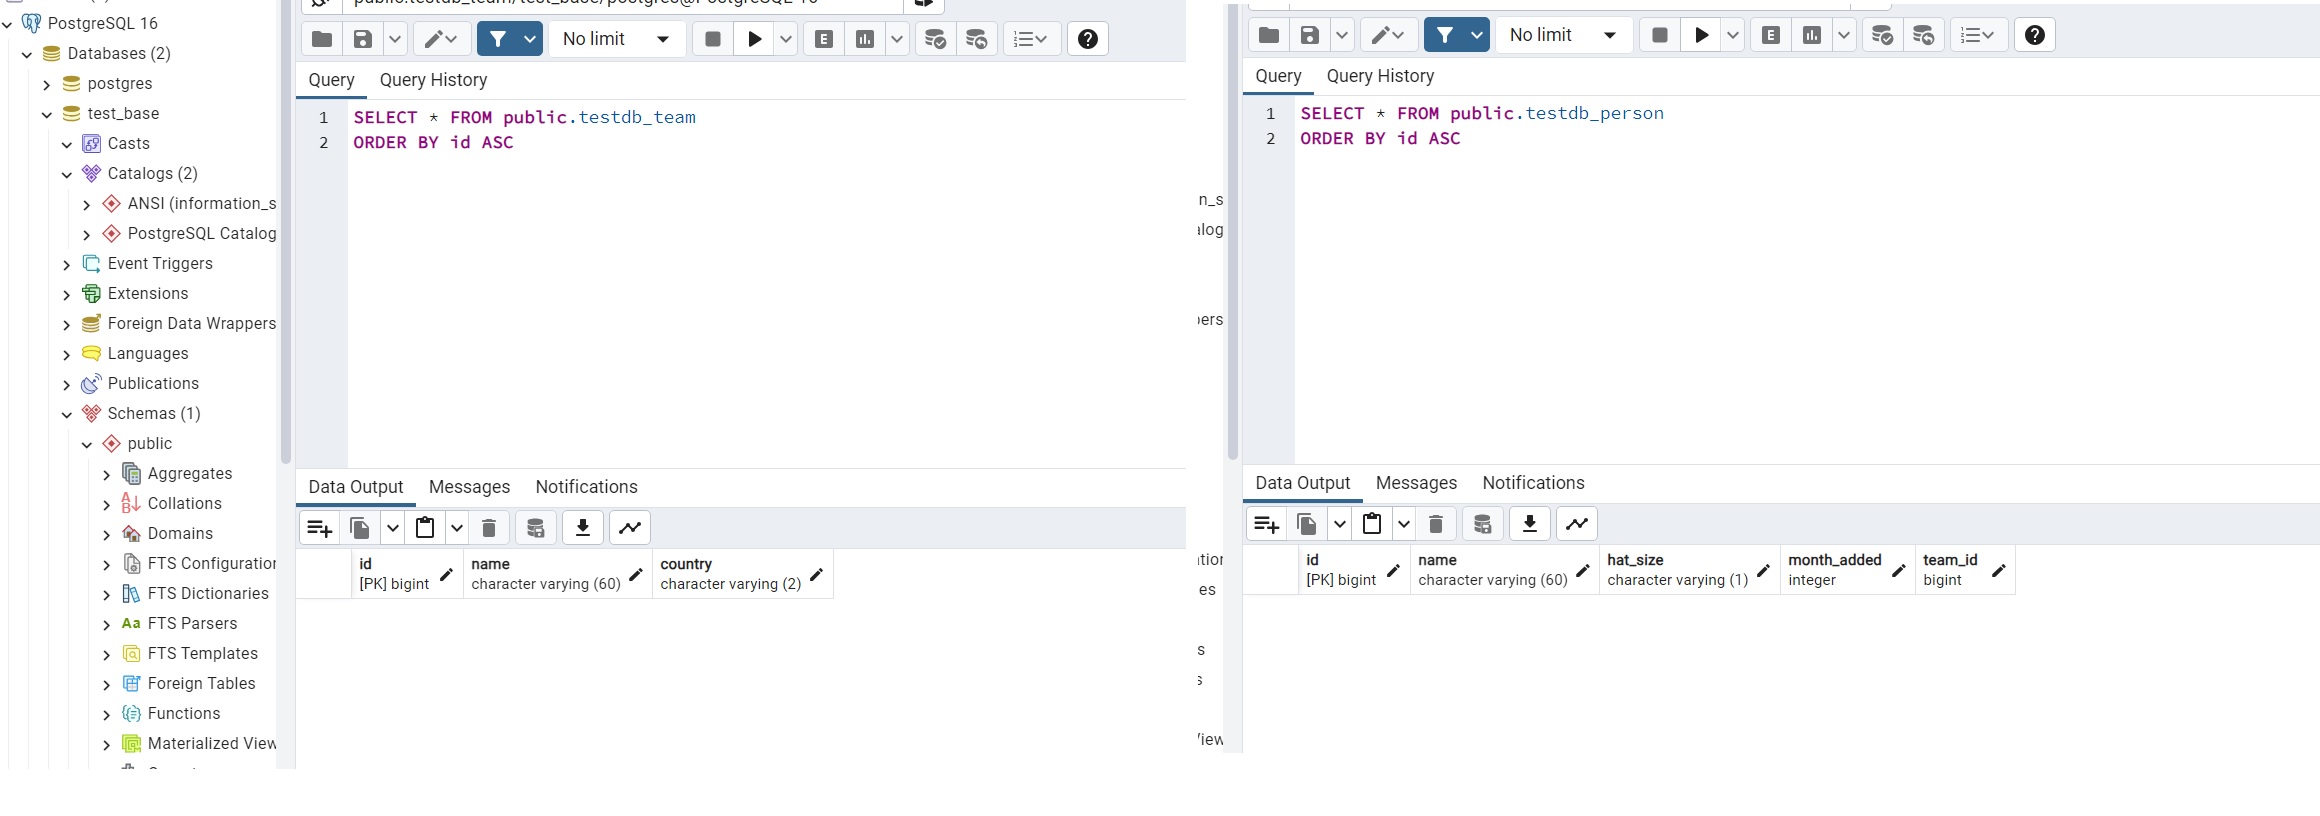 PostgreSQL 16
Databases (2)
postgres
test_base
Casts
Catalogs (2)
ANSI (information_s
PostgreSQL Catalog
Event Triggers
Extensions
Foreign Data Wrappers
Languages
Publications
Schemas (1)
public
Aggregates
Collations
Domains
FTS Configuration
FTS Dictionaries
FTS Parsers
FTS Templates
Foreign Tables
Functions
Materialized View
public.testdb_team/test_base/postgres@PostgreSQL 16
No limit
Query Query History
1 SELECT * FROM public.testdb_team
2 ORDER BY id ASC
Data Output Messages Notifications
id name country
[PK] bigint character varying (60) character varying (2)
n_s
alog
pers
tion
es
s
s
View
No limit
Query Query History
1 SELECT * FROM public.testdb_person
2 ORDER BY id ASC
Data Output Messages Notifications
id name hat_size month_added team_id
[PK] bigint character varying (60) character varying (1) integer bigint